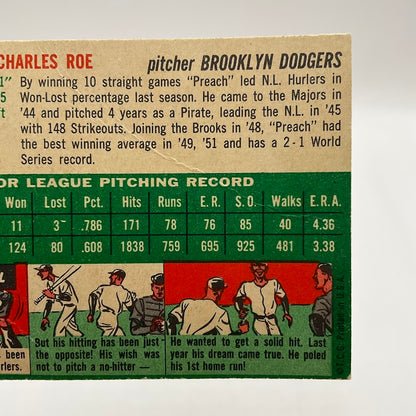 CHARLES ROE pitcher BROOKLYN DODGERS
1" By winning 10 straight games "Preach" led N.L. Hurlers in
5 Won-Lost percentage last season. He came to the Majors in
ft '44 and pitched 4 years as a Pirate, leading the N.L. in '45
with 148 Strikeouts. Joining the Brooks in '48, "Preach" had the
best winning average in '49, '51 and has a 2-1 World
Series record.
OR LEAGUE PITCHING RECORD
Won Lost Pct. Hits Runs E.R. S.O. Walks E.R.A.
11 3 .786 171 78 76 85 40 4.36
124 80 .608 1838 759 695 925 481 3.38
But his hitting has been just
the opposite! His wish was
not to pitch a no-hitter —
He wanted to get a solid hit. Last
year his dream came true. He poled
his 1st home run!
T.C.G. Printed in U.S.A.